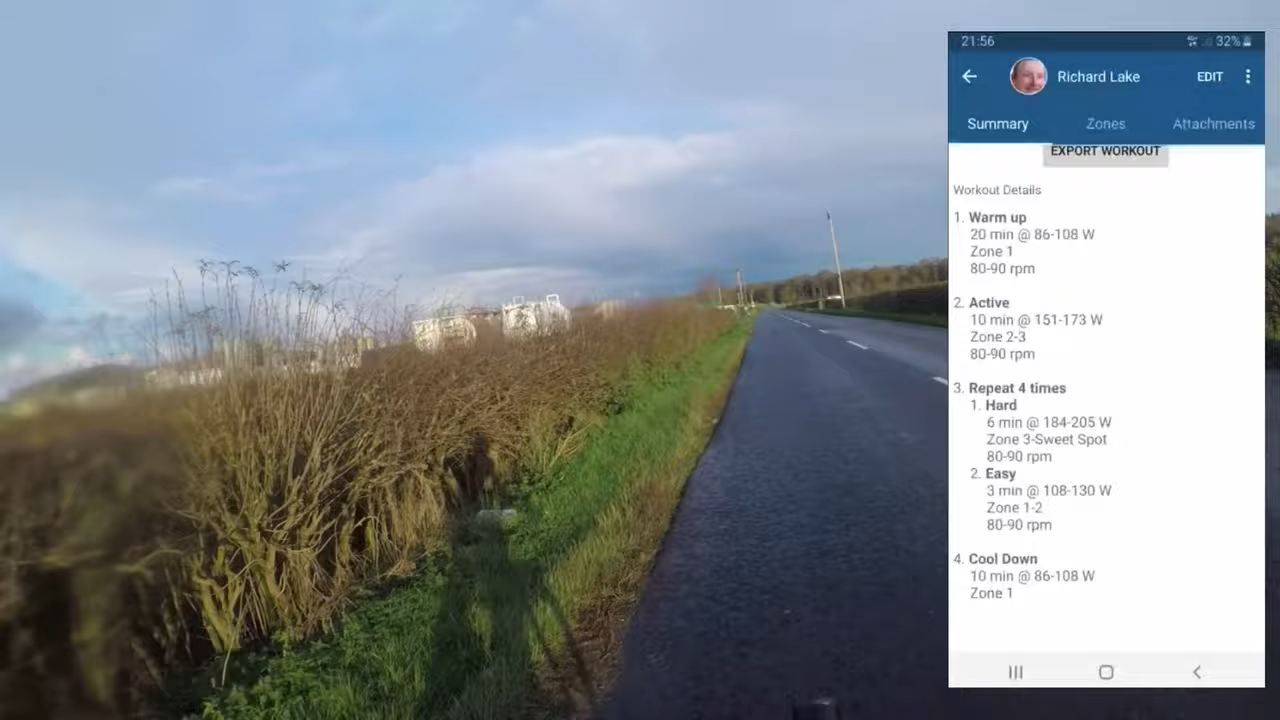 21:56
32%
Richard Lake
EDIT
Summary
Zones
Attachments
EXPORT WORKOUT
Workout Details
1. Warm up
20 min @ 86-108 W
Zone 1
80-90 rpm
2. Active
10 min @ 151-173 W
Zone 2-3
80-90 rpm
3. Repeat 4 times
1. Hard
6 min @ 184-205 W
Zone 3-Sweet Spot
80-90 rpm
2. Easy
3 min @ 108-130 W
Zone 1-2
80-90 rpm
4. Cool Down
10 min @ 86-108 W
Zone 1